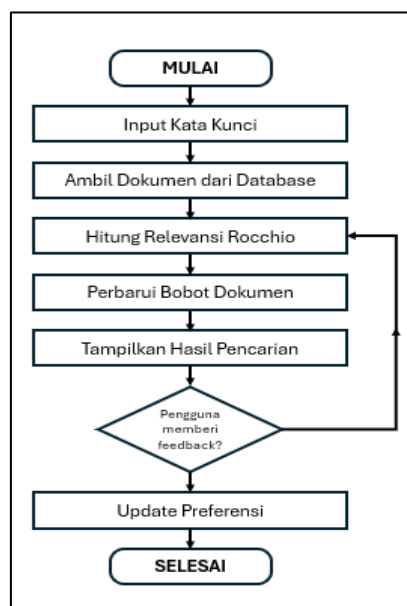 MULAI
Input Kata Kunci
Ambil Dokumen dari Database
Hitung Relevansi Rocchio
Perbarui Bobot Dokumen
Tampilkan Hasil Pencarian
Pengguna
memberi
feedback?
Update Preferensi
SELESAI